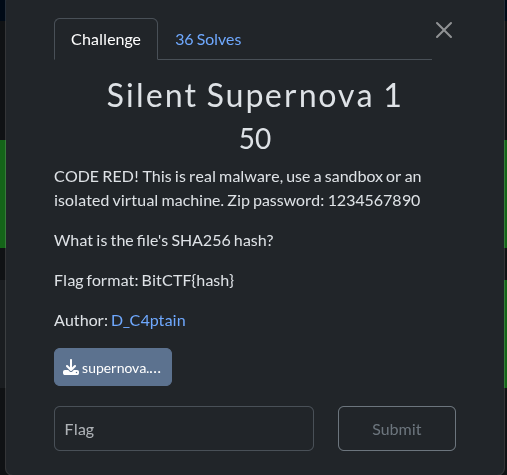 Challenge
36 Solves
Silent Supernova 1
50
CODE RED! This is real malware, use a sandbox or an
isolated virtual machine. Zip password: 1234567890
What is the file's SHA256 hash?
Flag format: BitCTF{hash}
Author: D_C4ptain
supernova....
Flag
Submit